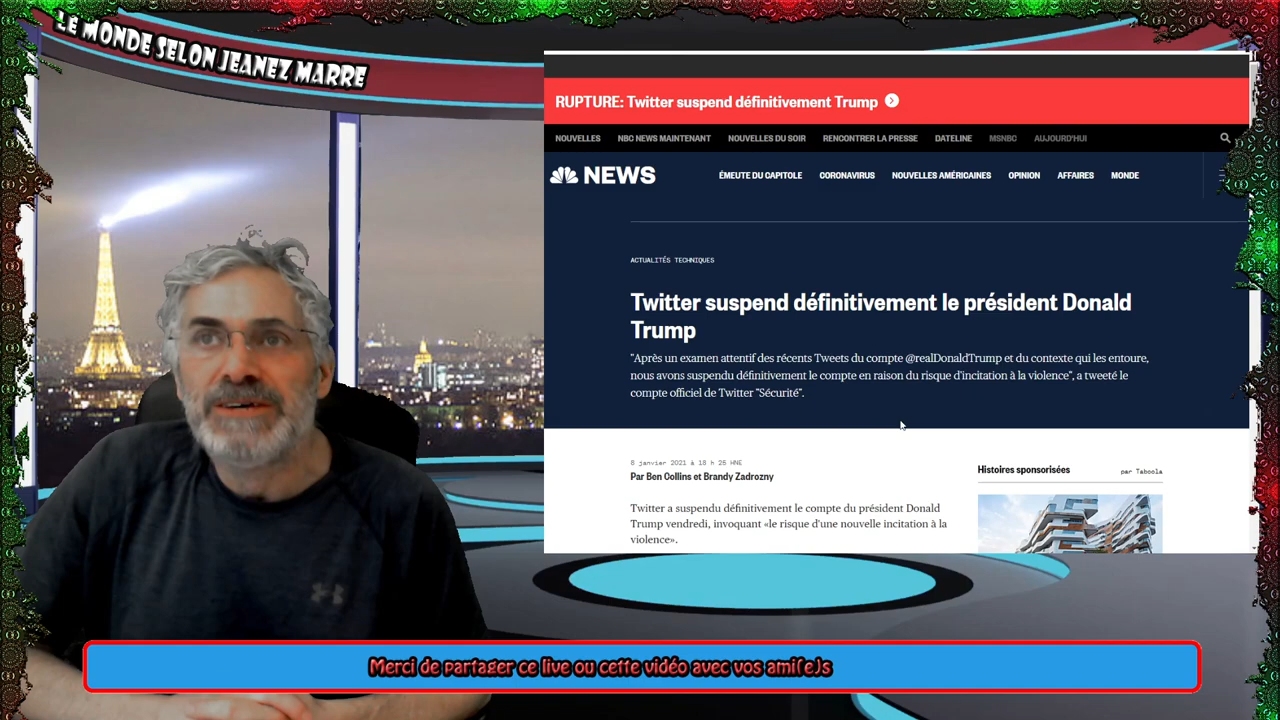 LE MONDE SELON JEANEZ MARRE
RUPTURE: Twitter suspend définitivement Trump
NOUVELLES NBC NEWS MAINTENANT NOUVELLES DU SOIR RENCONTRER LA PRESSE DATELINE MSNBC AUJOURD'HUI
NEWS ÉMEUTE DU CAPITOLE CORONAVIRUS NOUVELLES AMÉRICAINES OPINION AFFAIRES MONDE
ACTUALITÉS TECHNIQUES
Twitter suspend définitivement le président Donald
Trump
"Après un examen attentif des récents Tweets du compte @realDonaldTrump et du contexte qui les entoure,
nous avons suspendu définitivement le compte en raison du risque d'incitation à la violence", a tweeté le
compte officiel de Twitter "Sécurité".
8 janvier 2021 à 18 h 26 HNE
Par Ben Collins et Brandy Zadrozny
Histoires sponsorisées par Taboola
Twitter a suspendu définitivement le compte du président Donald
Trump vendredi, invoquant «le risque d'une nouvelle incitation à la
violence».
Merci de partager ce live ou cette vidéo avec vos ami(e)s